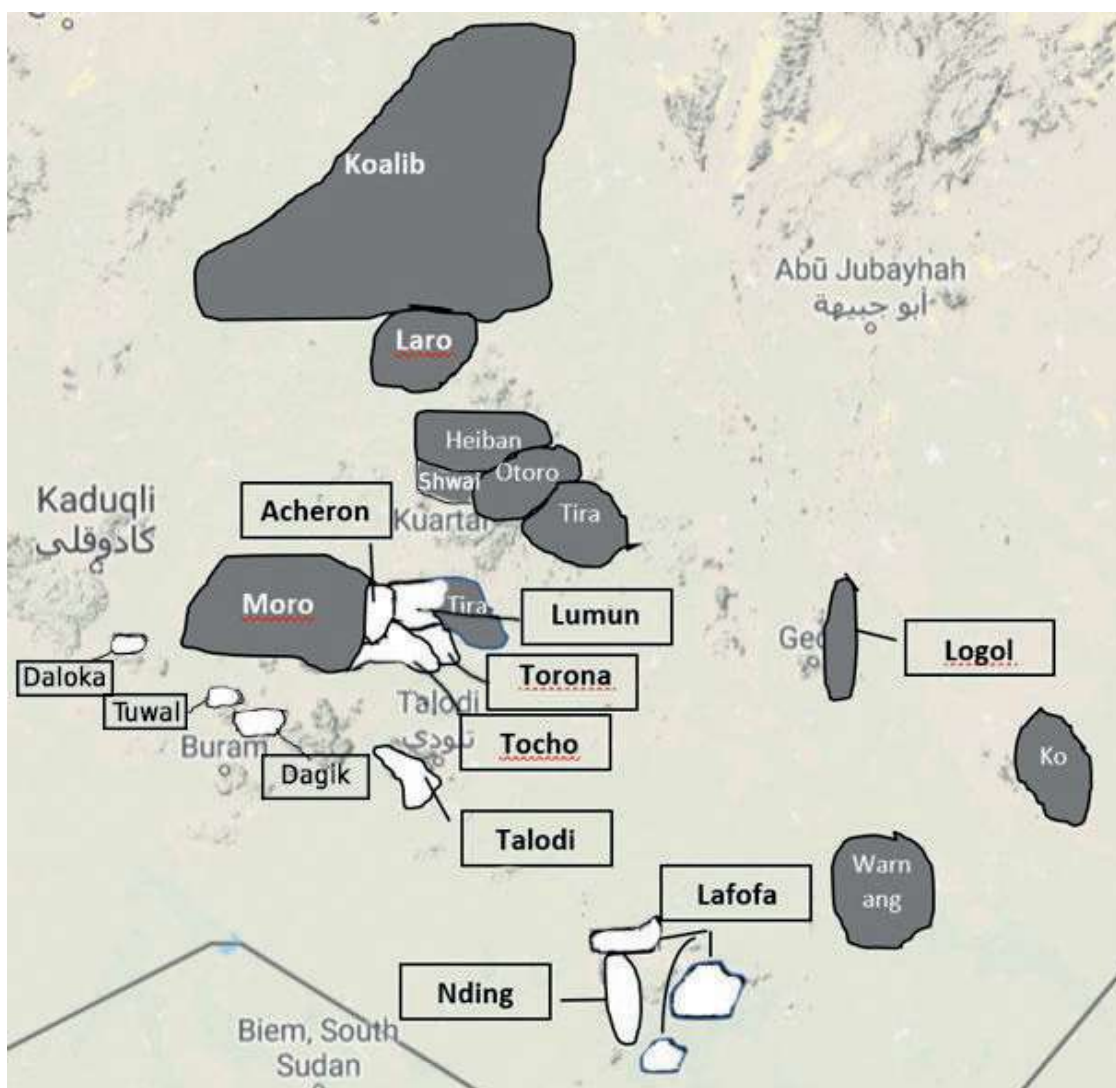 Koalib
Abū Jubayhah
أبو جبيهة
Laro
Heiban
Otoro
Shwai
Tira
Kaduqli
كادوقلي
Acheron
Kuartal
Moro
Tira
Lumun
Logol
Daloka
Torona
Tuwal
Talodi
تلودي
Buram
Tocho
Dagik
Ko
Talodi
Warn
ang
Lafofa
Nding
Biem, South
Sudan